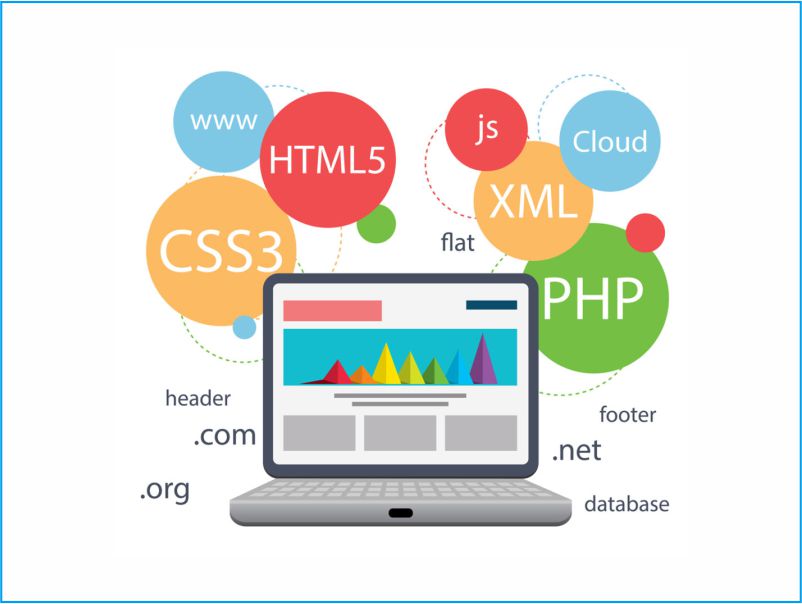 www
HTML5
CSS3
js
Cloud
XML
flat
PHP
header
.com
.org
footer
.net
database